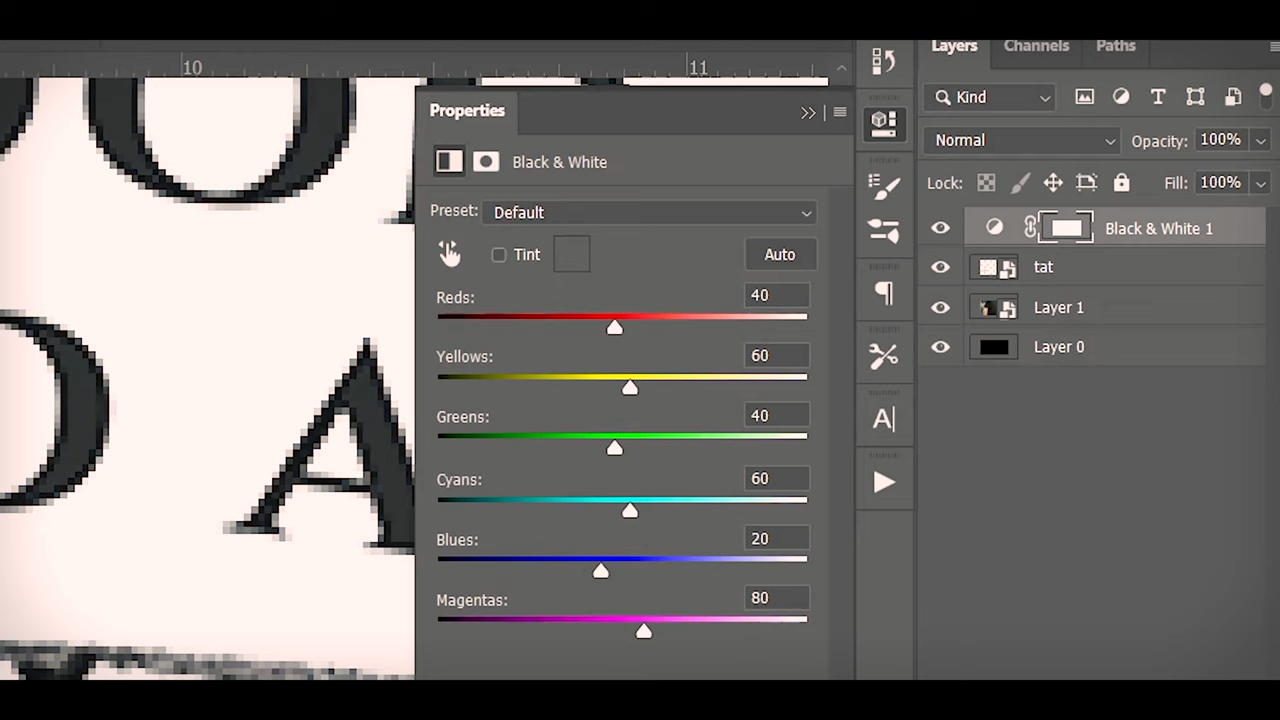 10
11
Properties
Black & White
Preset:
Default
Tint
Auto
Reds:
40
Yellows:
60
Greens:
40
Cyans:
60
Blues:
20
Magentas:
80
A|
Layers
Channels
Paths
Kind
T
Normal
Opacity:
100%
Lock:
Fill:
100%
Black & White 1
tat
Layer 1
Layer 0
A